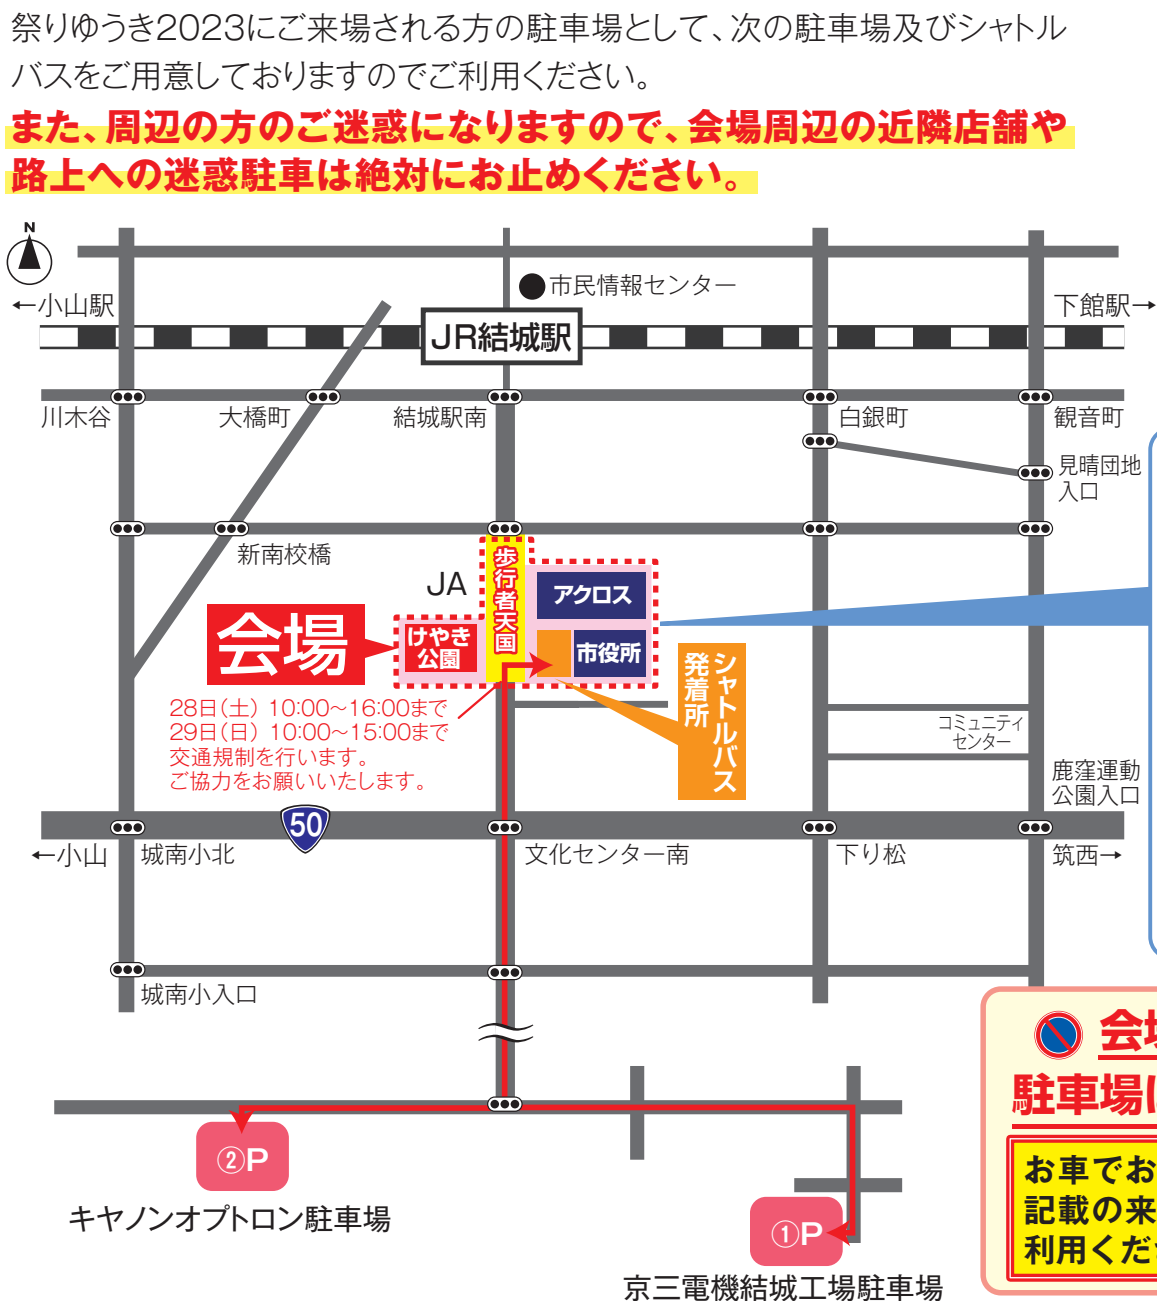 祭りゆうき2023にご来場される方の駐車場として、次の駐車場及びシャトル
バスをご用意しておりますのでご利用ください。
また、周辺の方のご迷惑になりますので、会場周辺の近隣店舗や
路上への迷惑駐車は絶対にお止めください。
N
←小山駅
市民情報センター
下館駅→
JR結城駅
川木谷
大橋町
結城駅南
白銀町
観音町
見晴団地
入口
新南校橋
JA
歩行者天国
アクロス
会場
けやき
公園
市役所
シャトルバス
発着所
28日(土) 10:00~16:00まで
29日(日) 10:00~15:00まで
交通規制を行います。
ご協力をお願いいたします。
コミュニティ
センター
鹿窪運動
公園入口
50
←小山
城南小北
文化センター南
下り松
筑西→
城南小入口
会場
駐車場は
お車でお
記載の来
利用くだ
②P
キヤノンオプトロン駐車場
①P
京三電機結城工場駐車場